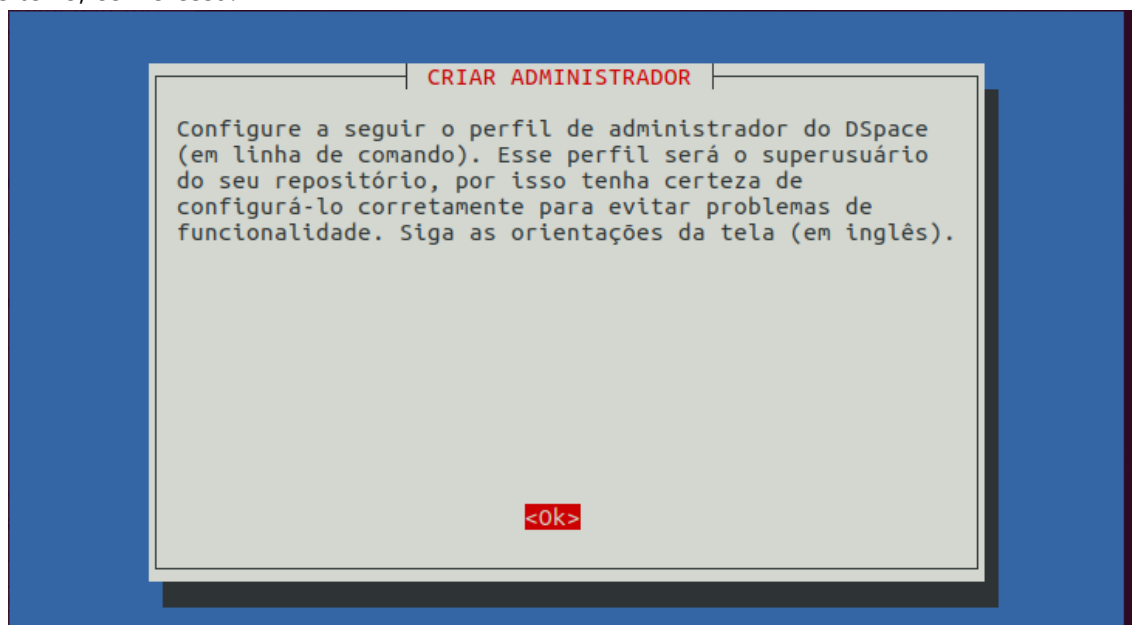 CRIAR ADMINISTRADOR
Configure a seguir o perfil de administrador do DSpace
(em linha de comando). Esse perfil será o superusuário
do seu repositório, por isso tenha certeza de
configurá-lo corretamente para evitar problemas de
funcionalidade. Siga as orientações da tela (em inglês).
<Ok>